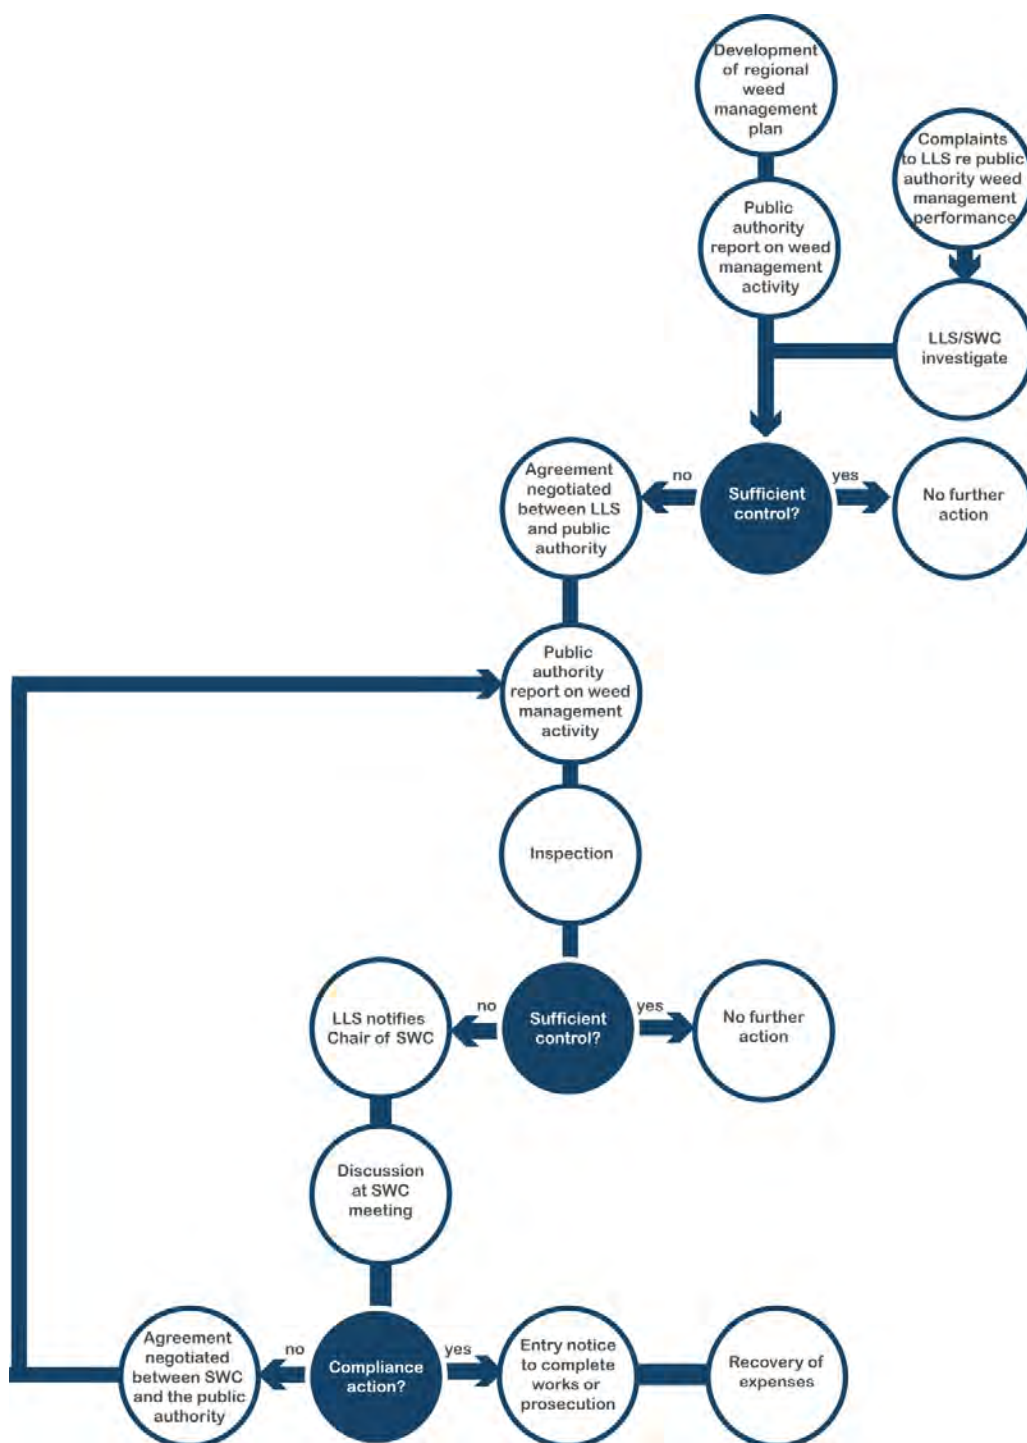 Development
of regional
weed
management
plan
Complaints
to LLS re public
authority weed
management
performance
Public
authority
report on weed
management
activity
LLS/SWC
investigate
Agreement
negotiated
between LLS
and public
authority
no
Sufficient
control?
yes
No further
action
Public
authority
report on weed
management
activity
Inspection
LLS notifies
Chair of SWC
no
Sufficient
control?
yes
No further
action
Discussion
at SWC
meeting
Agreement
negotiated
between SWC
and the public
authority
no
Compliance
action?
yes
Entry notice
to complete
works or
prosecution
Recovery of
expenses